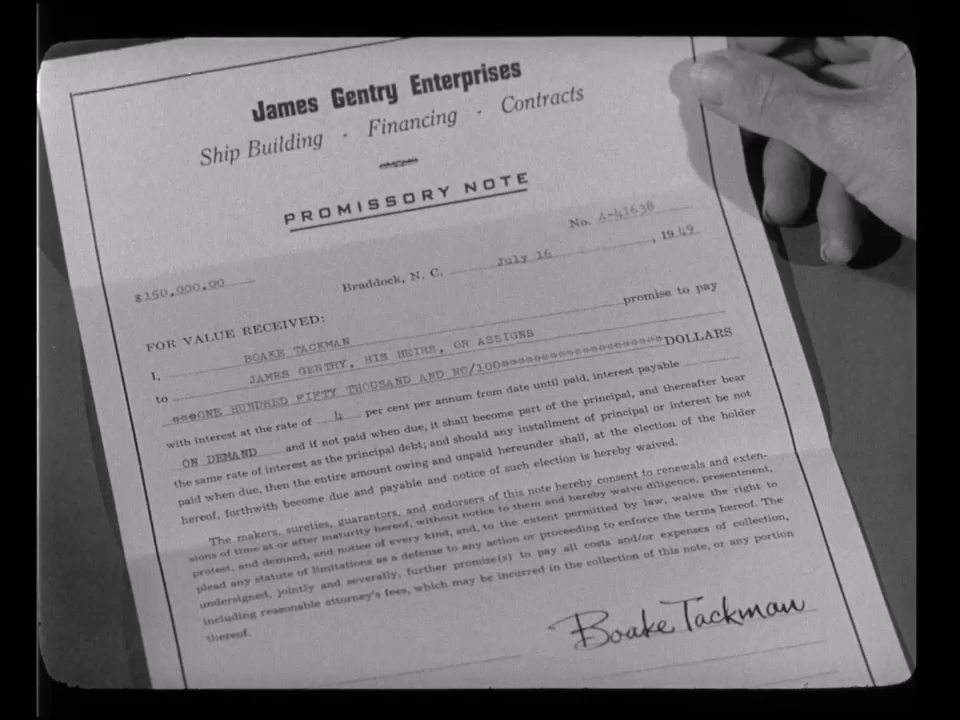 James Gentry Enterprises
Ship Building - Financing - Contracts
PROMISSORY NOTE
No. A-41638
$150,000.00 Braddock, N. C. July 16, 1949
FOR VALUE RECEIVED:
I, BOAKE TACKMAN promise to pay
to JAMES GENTRY, HIS HEIRS, OR ASSIGNS
ONE HUNDRED FIFTY THOUSAND AND NO/100 DOLLARS
with interest at the rate of 4 per cent per annum from date until paid, interest payable
ON DEMAND and if not paid when due, it shall become part of the principal, and thereafter bear
the same rate of interest as the principal debt; and should any installment of principal or interest be not
paid when due, then the entire amount owing and unpaid hereunder shall, at the election of the holder
hereof, forthwith become due and payable and notice of such election is hereby waived.
The makers, sureties, guarantors, and endorsers of this note hereby consent to renewals and exten-
sions of time at or after maturity hereof, without notice to them and hereby waive diligence, presentment,
protest, and demand, and notice of every kind, and, to the extent permitted by law, waive the right to
plead any statute of limitations as a defense to any action or proceeding to enforce the terms hereof. The
undersigned, jointly and severally, further promise(s) to pay all costs and/or expenses of collection,
including reasonable attorney's fees, which may be incurred in the collection of this note, or any portion
thereof.
Boake Tackman